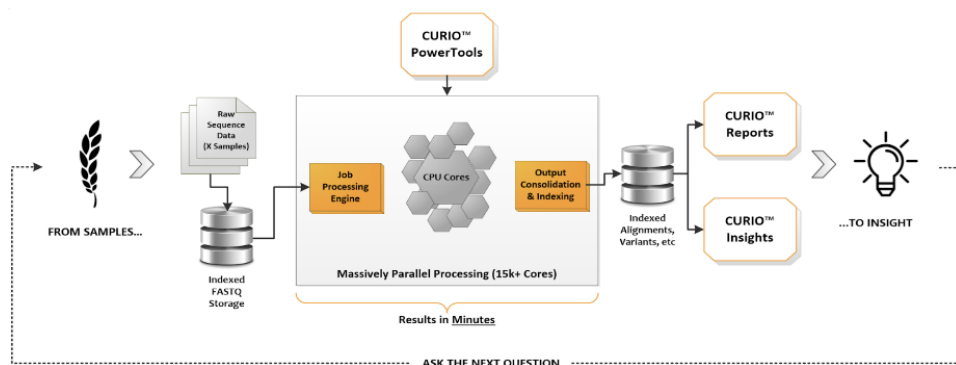 CURIO™
PowerTools
Raw
Sequence
Data
(X Samples)
FROM SAMPLES...
Indexed
FASTQ
Storage
Job
Processing
Engine
CPU Cores
Output
Consolidation
& Indexing
Massively Parallel Processing (15k+ Cores)
Results in Minutes
Indexed
Alignments,
Variants, etc
CURIO™
Reports
CURIO™
Insights
...TO INSIGHT
ASK THE NEXT QUESTION